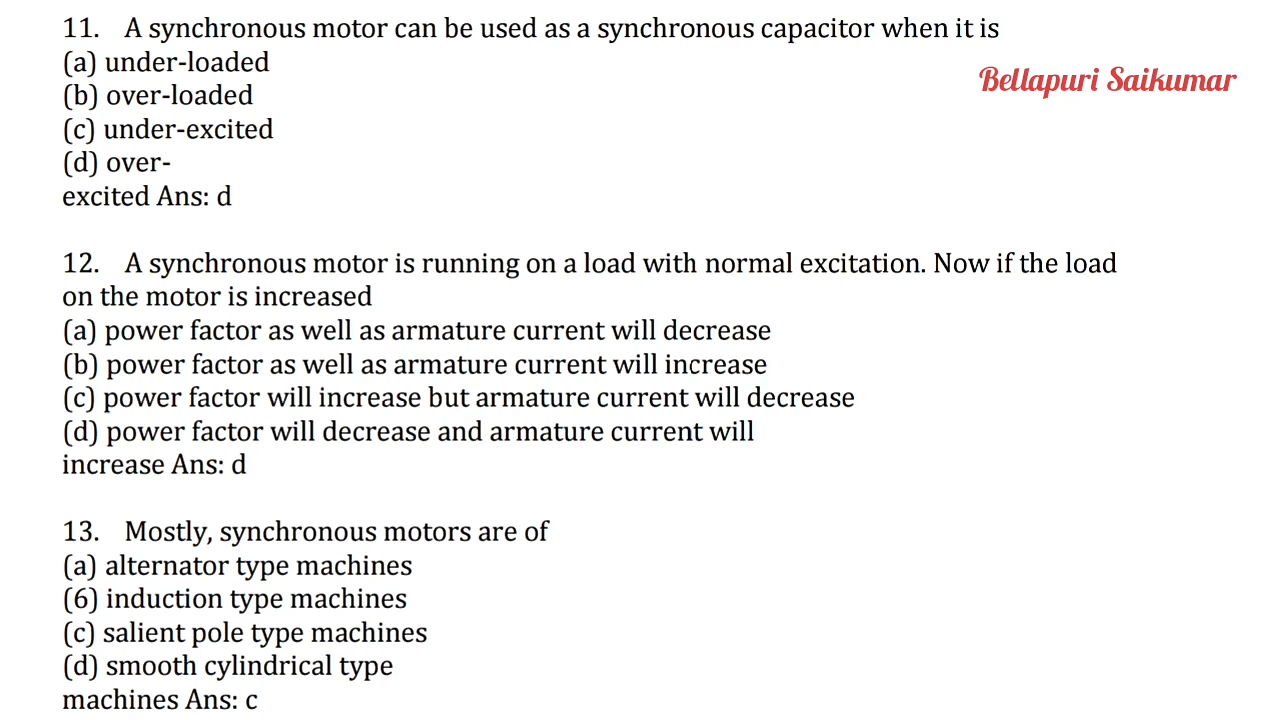 11. A synchronous motor can be used as a synchronous capacitor when it is
(a) under-loaded
Bellapuri Saikumar
(b) over-loaded
(c) under-excited
(d) over-
excited Ans: d
12. A synchronous motor is running on a load with normal excitation. Now if the load
on the motor is increased
(a) power factor as well as armature current will decrease
(b) power factor as well as armature current will increase
(c) power factor will increase but armature current will decrease
(d) power factor will decrease and armature current will
increase Ans: d
13. Mostly, synchronous motors are of
(a) alternator type machines
(6) induction type machines
(c) salient pole type machines
(d) smooth cylindrical type
machines Ans: c